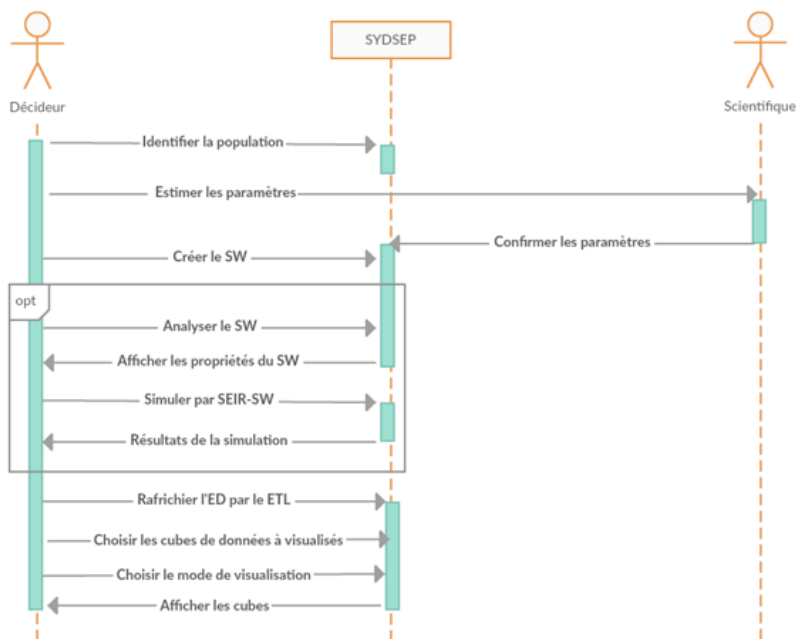 SYDSEP
Décideur
Scientifique
Identifier la population
Estimer les paramètres
Confirmer les paramètres
Créer le SW
opt
Analyser le SW
Afficher les propriétés du SW
Simuler par SEIR-SW
Résultats de la simulation
Rafrichier l'ED par le ETL
Choisir les cubes de données à visualisés
Choisir le mode de visualisation
Afficher les cubes